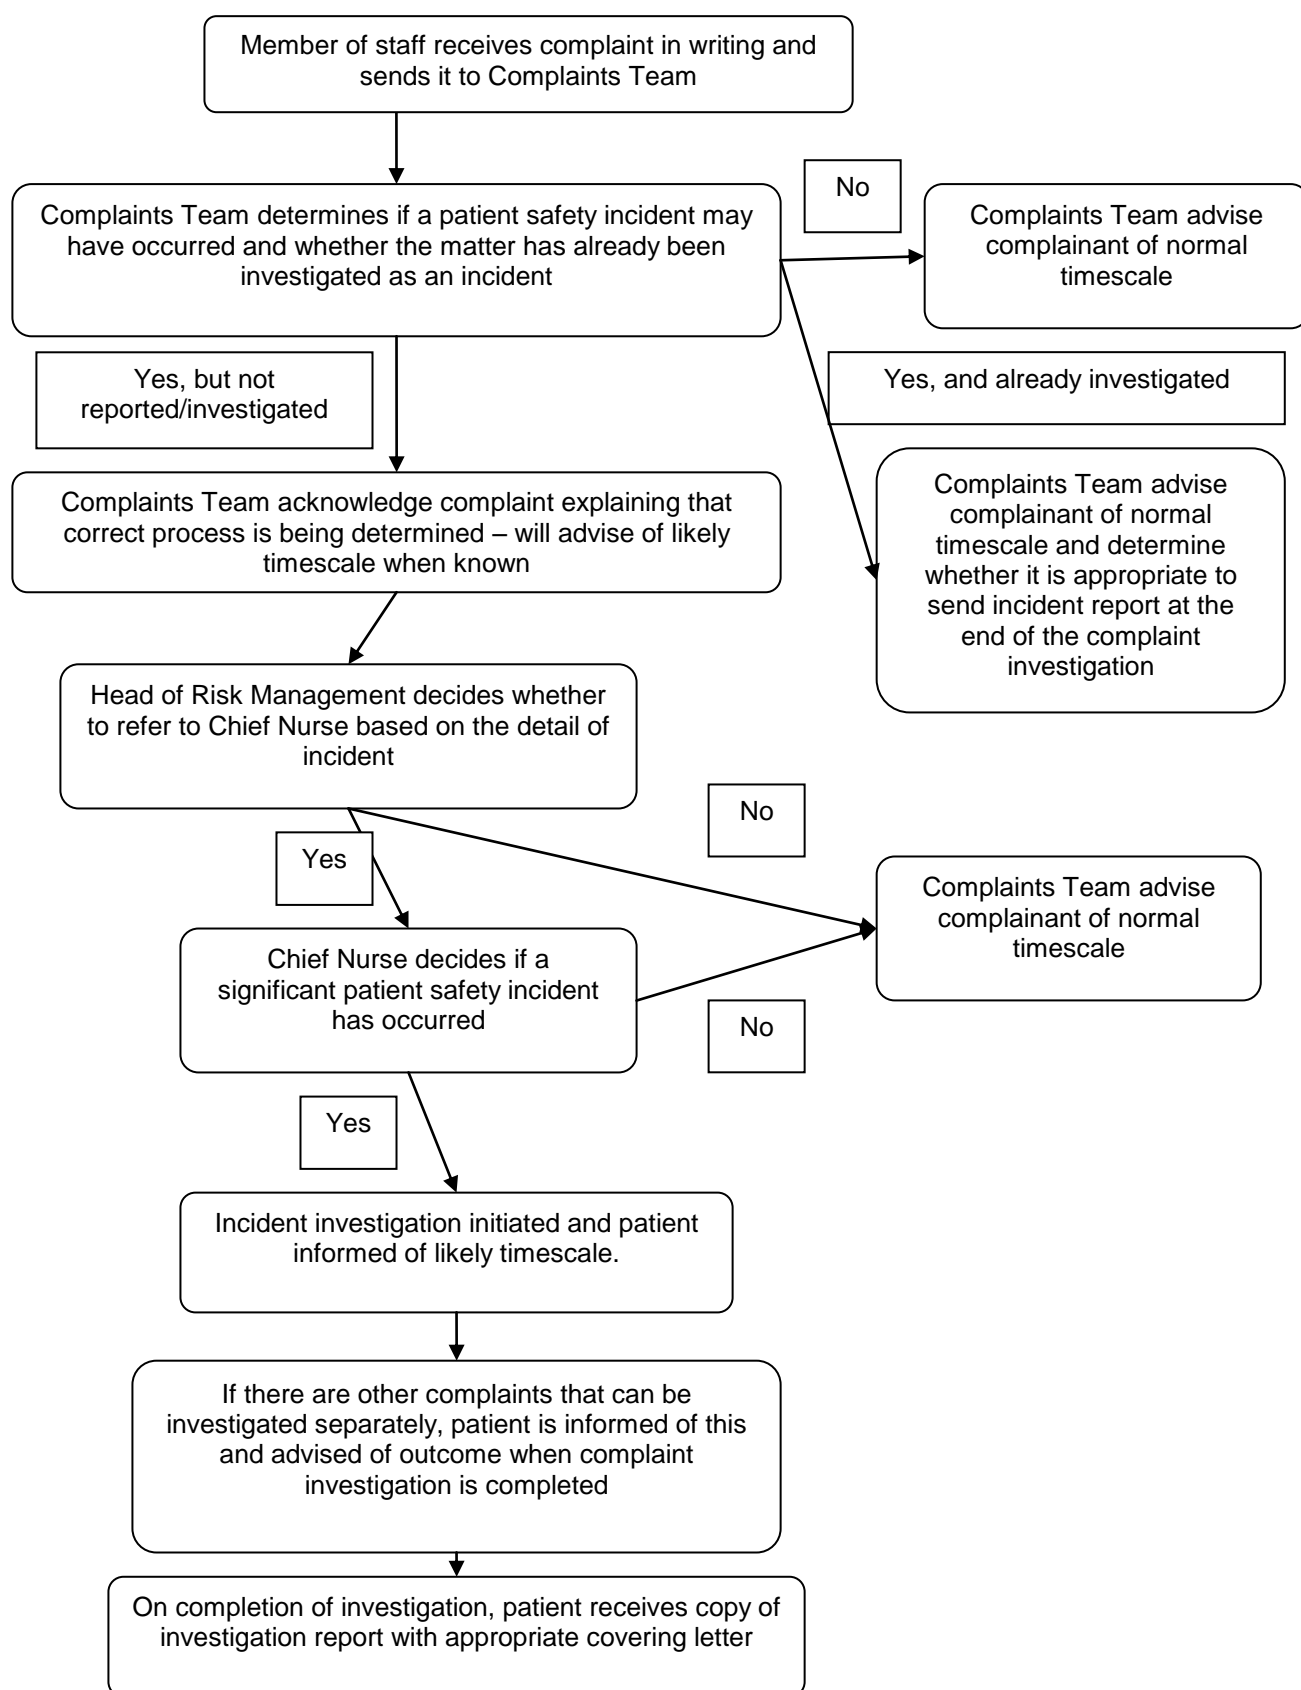 Member of staff receives complaint in writing and
sends it to Complaints Team
No
Complaints Team determines if a patient safety incident may
have occurred and whether the matter has already been
investigated as an incident
Complaints Team advise
complainant of normal
timescale
Yes, but not
reported/investigated
Yes, and already investigated
Complaints Team acknowledge complaint explaining that
correct process is being determined – will advise of likely
timescale when known
Complaints Team advise
complainant of normal
timescale and determine
whether it is appropriate to
send incident report at the
end of the complaint
investigation
Head of Risk Management decides whether
to refer to Chief Nurse based on the detail of
incident
No
Yes
Complaints Team advise
complainant of normal
timescale
Chief Nurse decides if a
significant patient safety incident
has occurred
No
Yes
Incident investigation initiated and patient
informed of likely timescale.
If there are other complaints that can be
investigated separately, patient is informed of this
and advised of outcome when complaint
investigation is completed
On completion of investigation, patient receives copy of
investigation report with appropriate covering letter